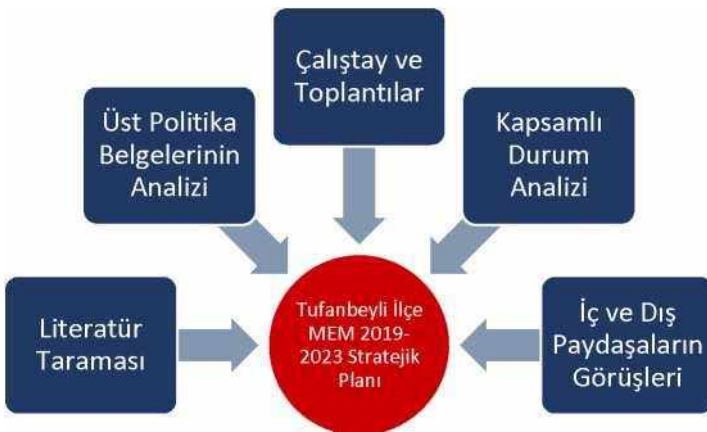 Literatür
Taraması
Üst Politika
Belgelerinin
Analizi
Çalıştay ve
Toplantılar
Kapsamlı
Durum
Analizi
İç ve Dış
Paydaşaların
Görüşleri
Tufanbeyli İlçe
MEM 2019-
2023 Stratejik
Planı